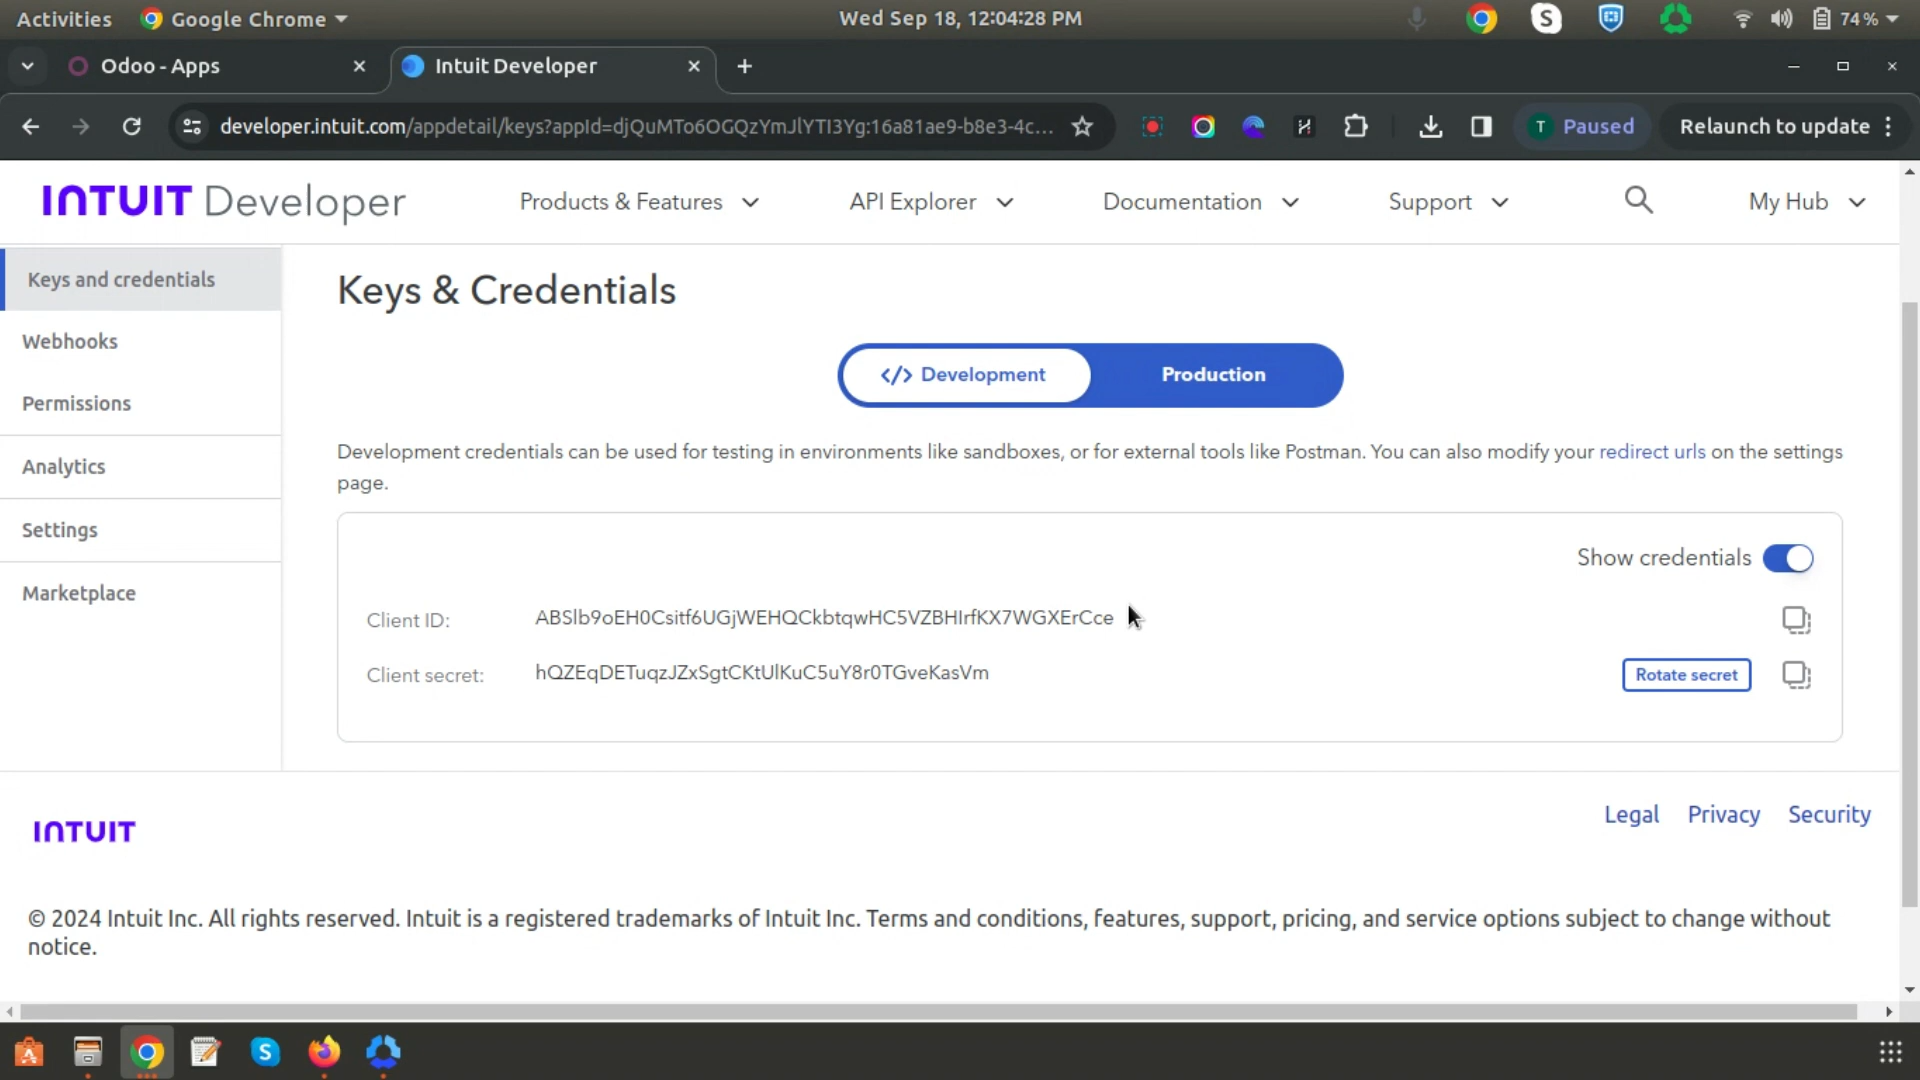 Activities Google Chrome Wed Sep 18, 12:04:28 PM 74%
Odoo - Apps Intuit Developer
developer.intuit.com/appdetail/keys?appId=djQuMTo6OGQzYmJlYTI3Yg:16a81ae9-b8e3-4c... T Paused Relaunch to update
INTUIT Developer Products & Features API Explorer Documentation Support My Hub
Keys and credentials
Webhooks
Permissions
Analytics
Settings
Marketplace
Keys & Credentials
</> Development Production
Development credentials can be used for testing in environments like sandboxes, or for external tools like Postman. You can also modify your redirect urls on the settings
page.
Show credentials
Client ID: ABSlb9oEH0Csitf6UGjWEHQCkbtqwHC5VZBHIrfKX7WGXErCce
Client secret: hQZEqDETuqzJZxSgtCKtUlKuC5uY8r0TGveKasVm Rotate secret
INTUIT
Legal Privacy Security
© 2024 Intuit Inc. All rights reserved. Intuit is a registered trademarks of Intuit Inc. Terms and conditions, features, support, pricing, and service options subject to change without
notice.